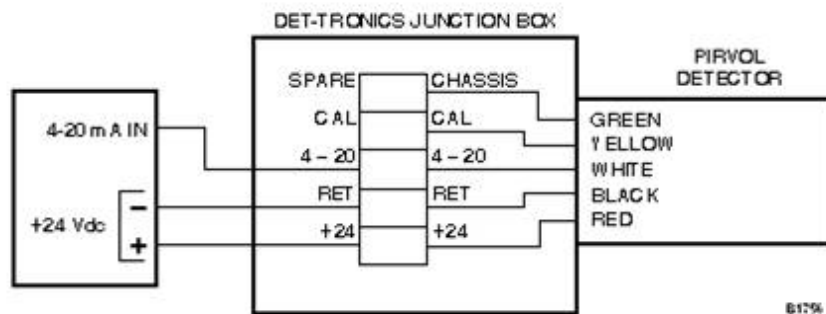 DET-TRONICS JUNCTION BOX
PIRVOL
DETECTOR
SPARE
CHASSIS
GREEN
4-20 mA IN
CAL
CAL
YELLOW
4 – 20
4 – 20
WHITE
RET
RET
BLACK
+24 Vdc
–
+
+24
+24
RED